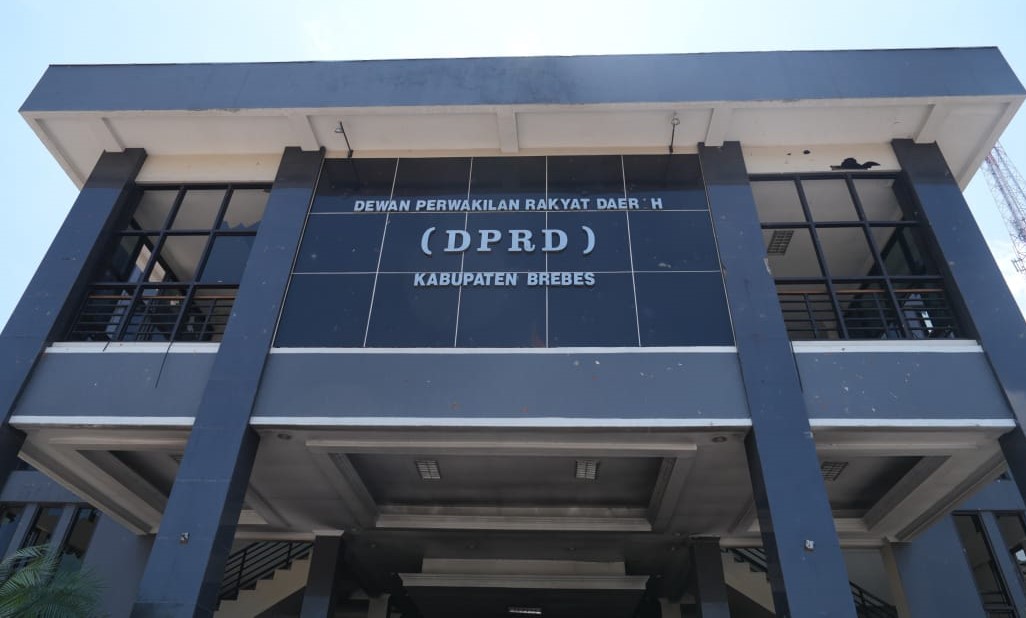 DEWAN PERWAKILAN RAKYAT DAER H
(DPRD)
KABUPATEN BREBES